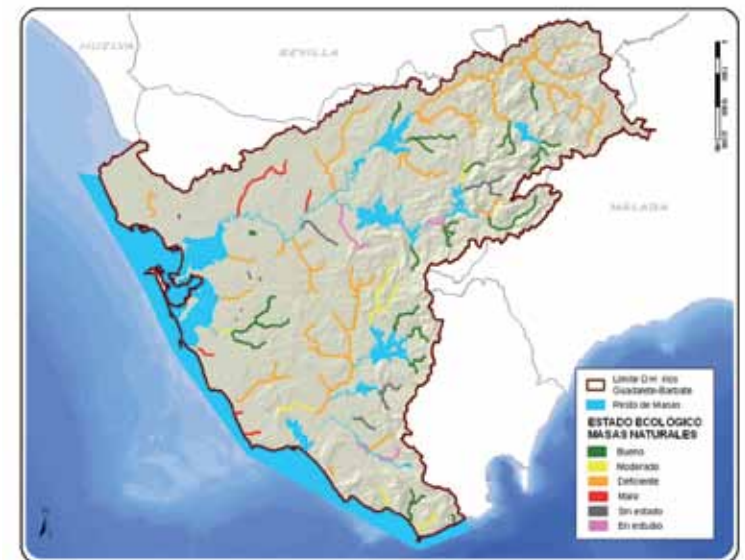 HUELVA
SEVILLA
MÁLAGA
Límite D.H. ríos
Guadalete-Barbate
Resto de Masas
ESTADO ECOLÓGICO
MASAS NATURALES
Bueno
Moderado
Deficiente
Malo
Sin estado
En estudio